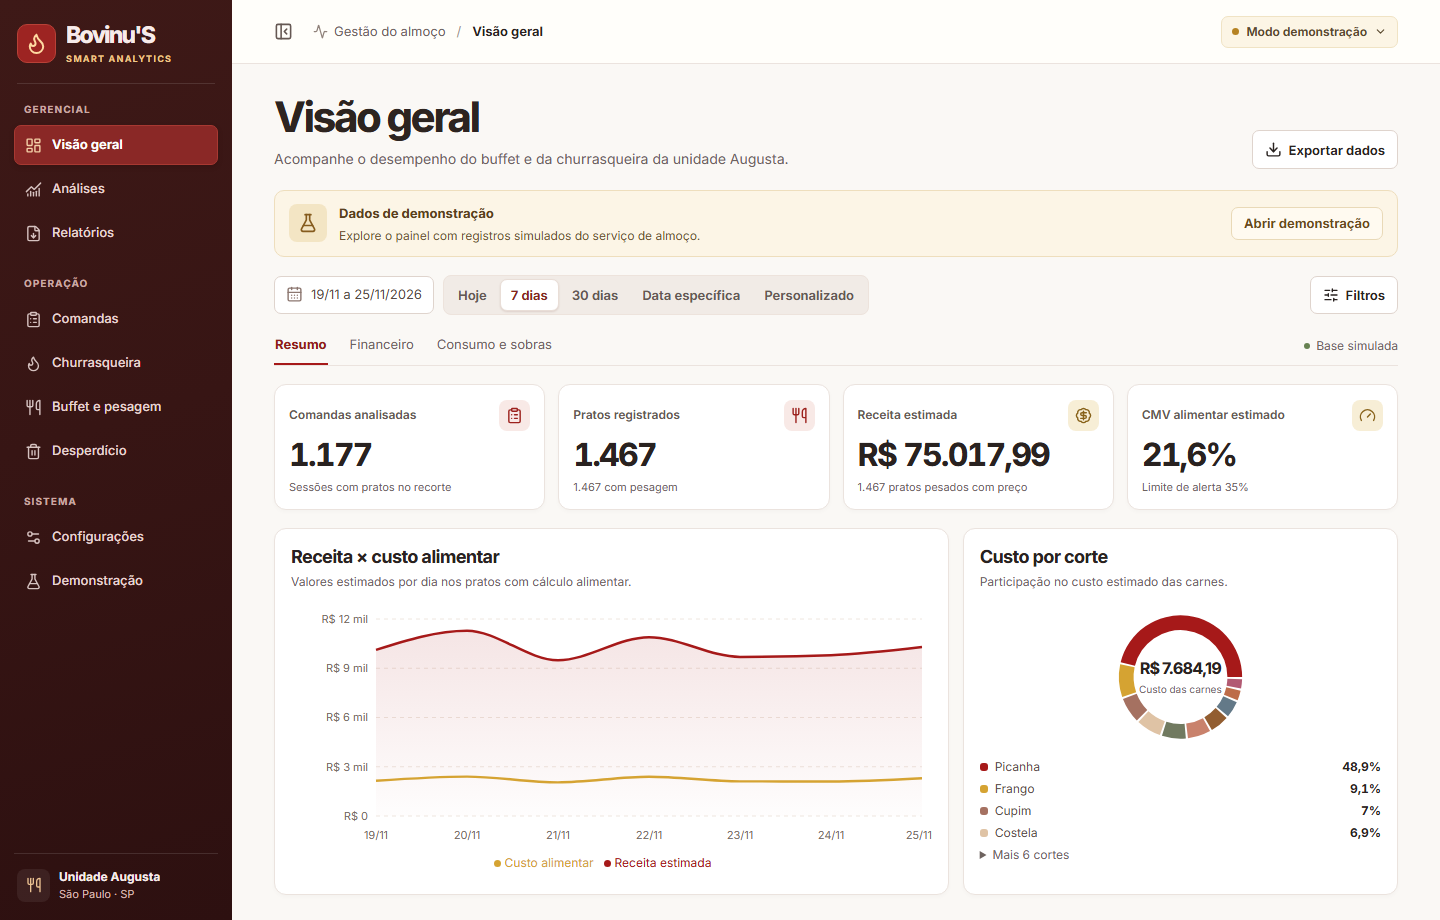 Bovinu'S
SMART ANALYTICS
GERENCIAL
Visão geral
Análises
Relatórios
OPERAÇÃO
Comandas
Churrasqueira
Buffet e pesagem
Desperdício
SISTEMA
Configurações
Demonstração
Unidade Augusta
São Paulo · SP
Gestão do almoço / Visão geral
Modo demonstração
Visão geral
Acompanhe o desempenho do buffet e da churrasqueira da unidade Augusta.
Exportar dados
Dados de demonstração
Explore o painel com registros simulados do serviço de almoço.
Abrir demonstração
19/11 a 25/11/2026
Hoje
7 dias
30 dias
Data específica
Personalizado
Filtros
Resumo
Financeiro
Consumo e sobras
Base simulada
Comandas analisadas
1.177
Sessões com pratos no recorte
Pratos registrados
1.467
1.467 com pesagem
Receita estimada
R$ 75.017,99
1.467 pratos pesados com preço
CMV alimentar estimado
21,6%
Limite de alerta 35%
Receita × custo alimentar
Valores estimados por dia nos pratos com cálculo alimentar.
R$ 12 mil
R$ 9 mil
R$ 6 mil
R$ 3 mil
R$ 0
19/11
20/11
21/11
22/11
23/11
24/11
25/11
Custo alimentar
Receita estimada
Custo por corte
Participação no custo estimado das carnes.
R$ 7.684,19
Custo das carnes
Picanha 48,9%
Frango 9,1%
Cupim 7%
Costela 6,9%
Mais 6 cortes